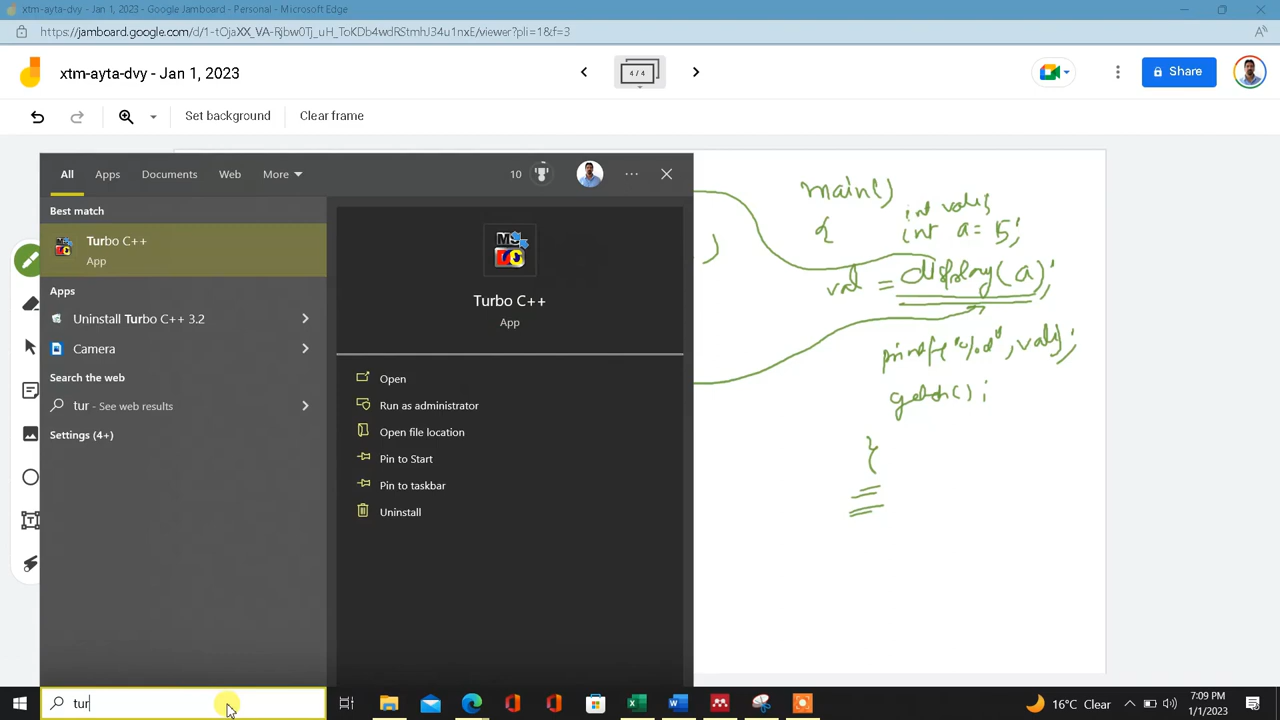 xtm-ayta-dvy - Jan 1, 2023 - Google Jamboard - Personal - Microsoft Edge
https://jamboard.google.com/d/1-tOjaXX_VA-RJbw0Tj_uH_ToKDb4wdRStmhJ34u1nxE/viewer?pli=1&f=3
xtm-ayta-dvy - Jan 1, 2023
4 / 4
Share
Set background
Clear frame
All
Apps
Documents
Web
More
10
Best match
Turbo C++
App
Apps
Uninstall Turbo C++ 3.2
Camera
Search the web
tur - See web results
Settings (4+)
Turbo C++
App
Open
Run as administrator
Open file location
Pin to Start
Pin to taskbar
Uninstall
)
main()
{
int val;
int a = 5;
val = display(a);
printf("%d", val);
getch();
}
tur
16°C Clear
7:09 PM
1/1/2023